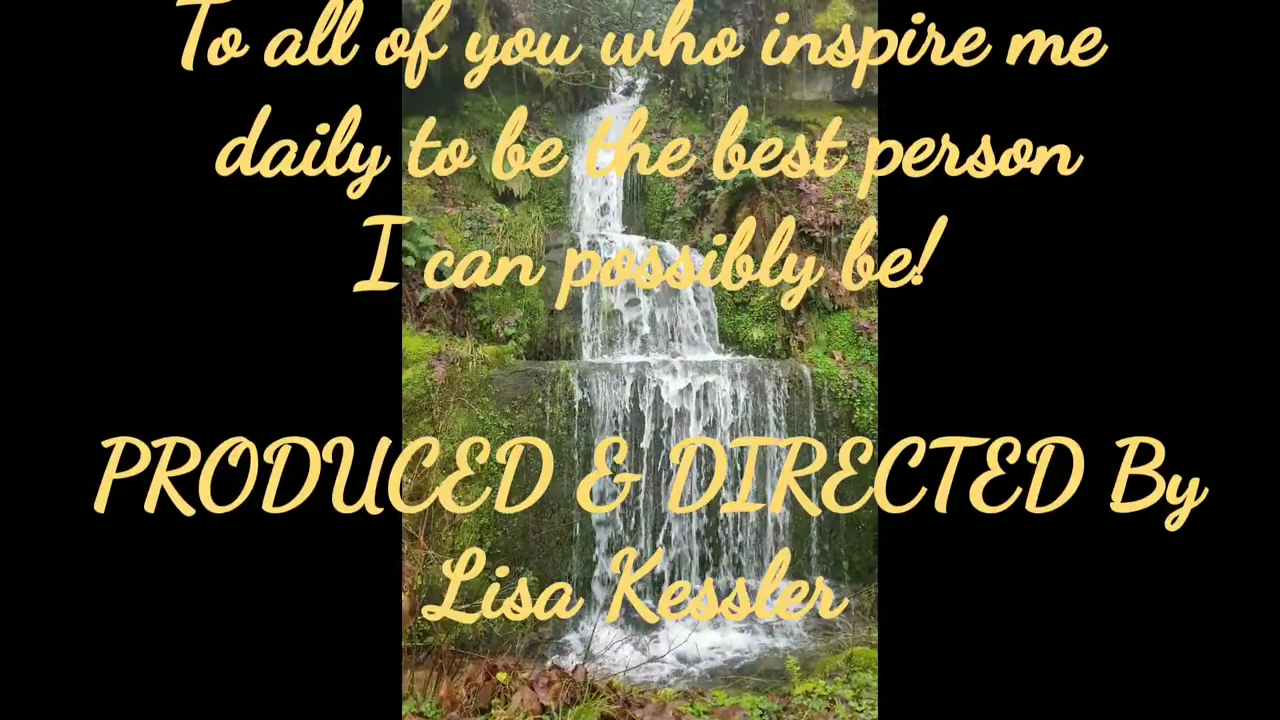 To all of you who inspire me
daily to be the best person
I can possibly be!
PRODUCED & DIRECTED By
Lisa Kessler